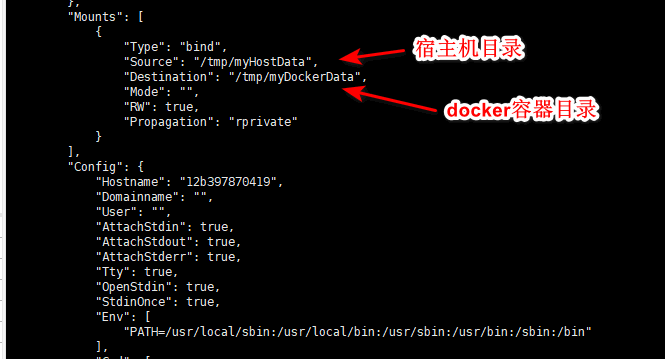 },
"Mounts": [
{
"Type": "bind",
"Source": "/tmp/myHostData",
宿主机目录
"Destination": "/tmp/myDockerData",
"Mode": "",
"RW": true,
docker容器目录
"Propagation": "rprivate"
}
],
"Config": {
"Hostname": "12b397870419",
"Domainname": "",
"User": "",
"AttachStdin": true,
"AttachStdout": true,
"AttachStderr": true,
"Tty": true,
"OpenStdin": true,
"StdinOnce": true,
"Env": [
"PATH=/usr/local/sbin:/usr/local/bin:/usr/sbin:/usr/bin:/sbin:/bin"
],